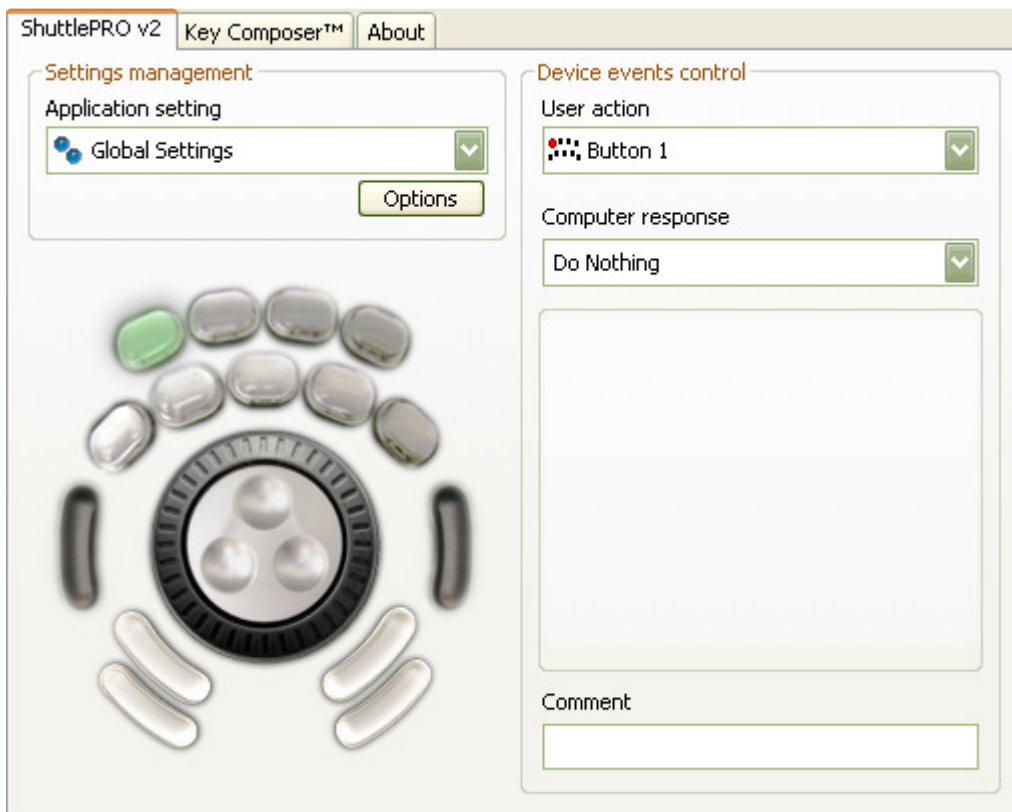 ShuttlePRO v2
Key Composer™
About
Settings management
Application setting
Global Settings
Options
Device events control
User action
Button 1
Computer response
Do Nothing
Comment